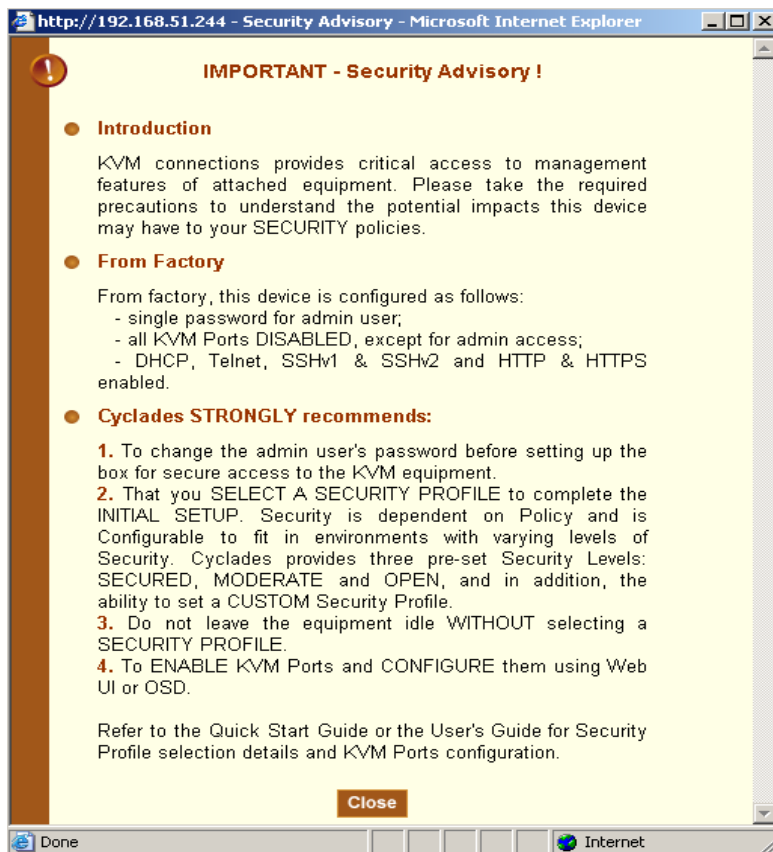 http://192.168.51.244 - Security Advisory - Microsoft Internet Explorer
IMPORTANT - Security Advisory !
Introduction
KVM connections provides critical access to management
features of attached equipment. Please take the required
precautions to understand the potential impacts this device
may have to your SECURITY policies.
From Factory
From factory, this device is configured as follows:
- single password for admin user;
- all KVM Ports DISABLED, except for admin access;
- DHCP, Telnet, SSHv1 & SSHv2 and HTTP & HTTPS
enabled.
Cyclades STRONGLY recommends:
1. To change the admin user's password before setting up the
box for secure access to the KVM equipment.
2. That you SELECT A SECURITY PROFILE to complete the
INITIAL SETUP. Security is dependent on Policy and is
Configurable to fit in environments with varying levels of
Security. Cyclades provides three pre-set Security Levels:
SECURED, MODERATE and OPEN, and in addition, the
ability to set a CUSTOM Security Profile.
3. Do not leave the equipment idle WITHOUT selecting a
SECURITY PROFILE.
4. To ENABLE KVM Ports and CONFIGURE them using Web
UI or OSD.
Refer to the Quick Start Guide or the User's Guide for Security
Profile selection details and KVM Ports configuration.
Close
Done
Internet